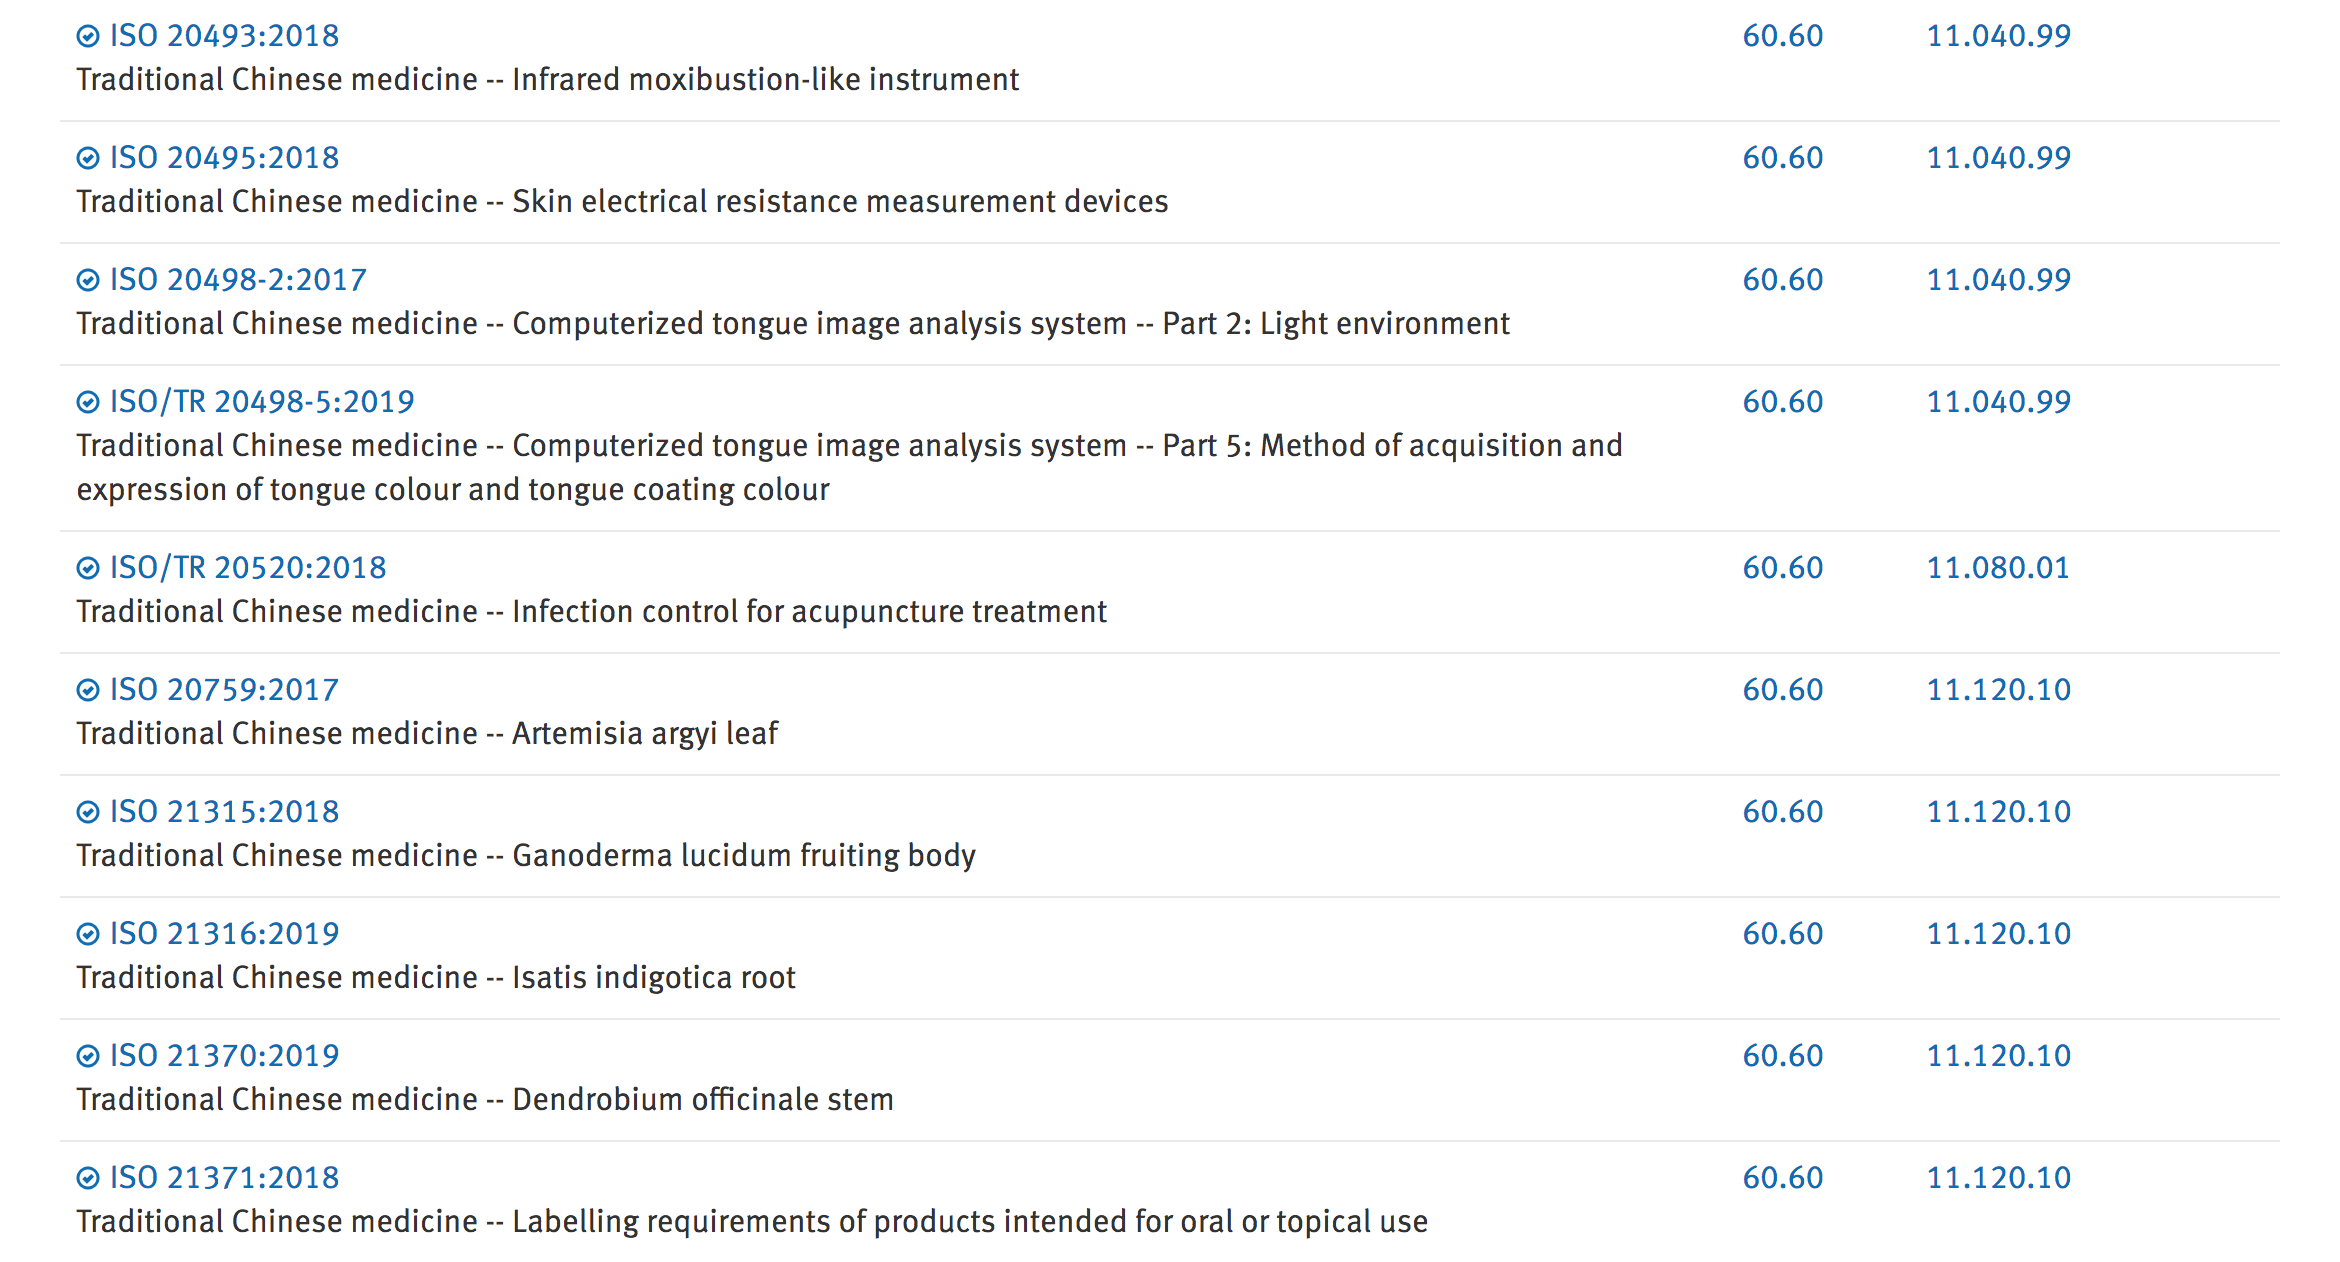 ISO 20493:2018 60.60 11.040.99
Traditional Chinese medicine -- Infrared moxibustion-like instrument
ISO 20495:2018 60.60 11.040.99
Traditional Chinese medicine -- Skin electrical resistance measurement devices
ISO 20498-2:2017 60.60 11.040.99
Traditional Chinese medicine -- Computerized tongue image analysis system -- Part 2: Light environment
ISO/TR 20498-5:2019 60.60 11.040.99
Traditional Chinese medicine -- Computerized tongue image analysis system -- Part 5: Method of acquisition and
expression of tongue colour and tongue coating colour
ISO/TR 20520:2018 60.60 11.080.01
Traditional Chinese medicine -- Infection control for acupuncture treatment
ISO 20759:2017 60.60 11.120.10
Traditional Chinese medicine -- Artemisia argyi leaf
ISO 21315:2018 60.60 11.120.10
Traditional Chinese medicine -- Ganoderma lucidum fruiting body
ISO 21316:2019 60.60 11.120.10
Traditional Chinese medicine -- Isatis indigotica root
ISO 21370:2019 60.60 11.120.10
Traditional Chinese medicine -- Dendrobium officinale stem
ISO 21371:2018 60.60 11.120.10
Traditional Chinese medicine -- Labelling requirements of products intended for oral or topical use